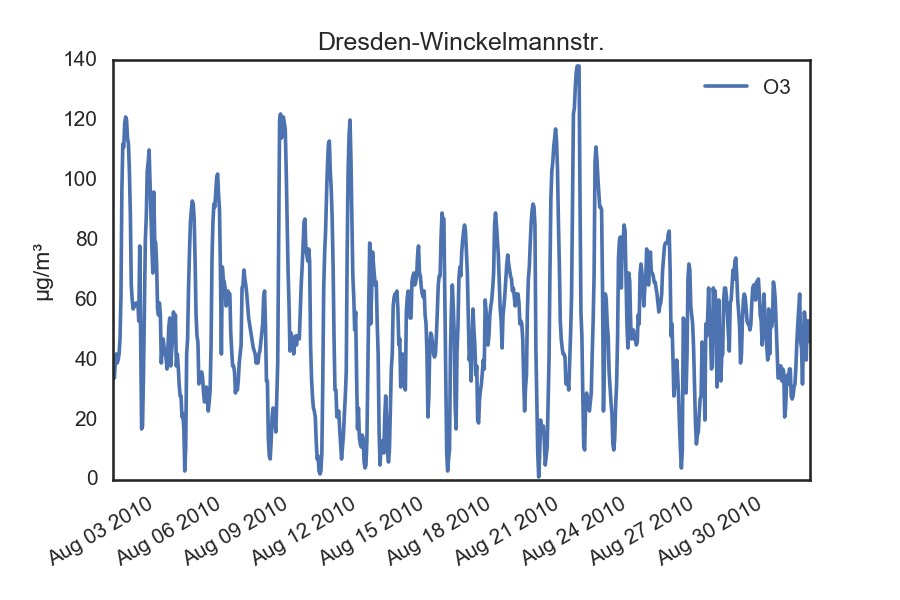 Dresden-Winckelmannstr.
O3
µg/m³
140
120
100
80
60
40
20
0
Aug 03 2010
Aug 06 2010
Aug 09 2010
Aug 12 2010
Aug 15 2010
Aug 18 2010
Aug 21 2010
Aug 24 2010
Aug 27 2010
Aug 30 2010